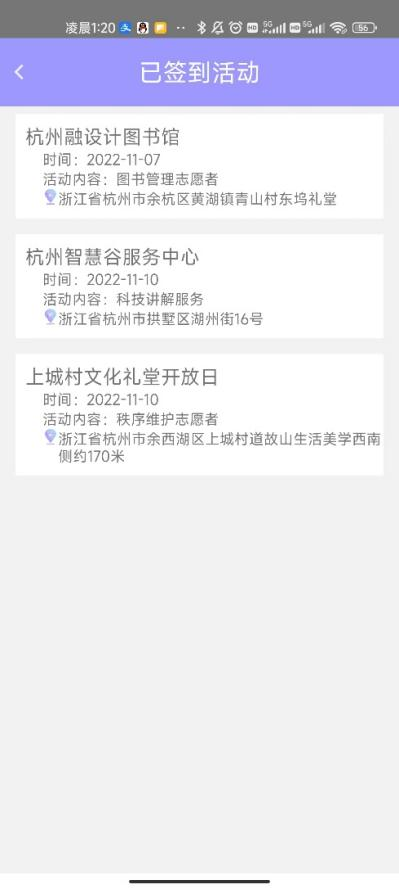 凌晨1:20
56
已签到活动
杭州融设计图书馆
时间：2022-11-07
活动内容：图书管理志愿者
浙江省杭州市余杭区黄湖镇青山村东坞礼堂
杭州智慧谷服务中心
时间：2022-11-10
活动内容：科技讲解服务
浙江省杭州市拱墅区湖州街16号
上城村文化礼堂开放日
时间：2022-11-10
活动内容：秩序维护志愿者
浙江省杭州市余西湖区上城村道故山生活美学西南
侧约170米